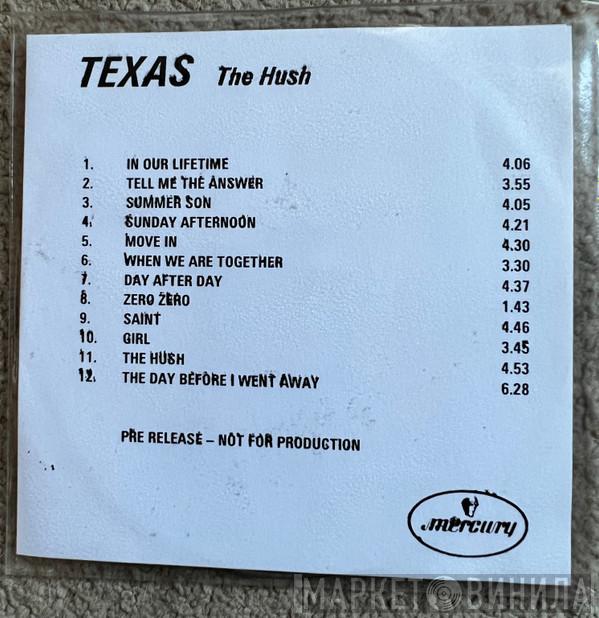 TEXAS The Hush
1. IN OUR LIFETIME 4.06
2. TELL ME THE ANSWER 3.55
3. SUMMER SON 4.05
4. SUNDAY AFTERNOON 4.21
5. MOVE IN 4.30
6. WHEN WE ARE TOGETHER 3.30
7. DAY AFTER DAY 4.37
8. ZERO ZERO 1.43
9. SAINT 4.46
10. GIRL 3.45
11. THE HUSH 4.53
12. THE DAY BEFORE I WENT AWAY 6.28
PRE RELEASE – NOT FOR PRODUCTION
mercury
МАРКЕТ ВИНИЛА